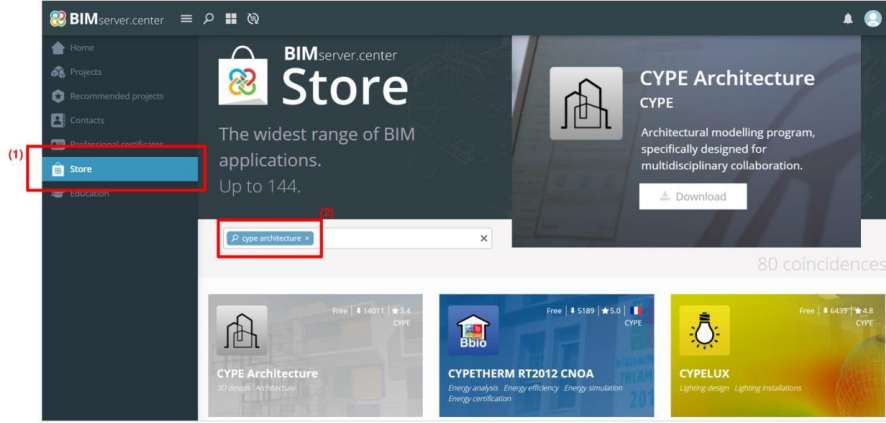 BIMserver.center
Home
Projects
Recommended projects
Contacts
Professional certificates
(1)
Store
Education
BIMserver.center
Store
The widest range of BIM
applications.
Up to 144.
CYPE Architecture
CYPE
Architectural modelling program,
specifically designed for
multidisciplinary collaboration.
Download
(2)
cype architecture ×
×
80 coincidences
Free | 14011 | ★3.4
CYPE
CYPE Architecture
3D design Architecture
Free | 5189 | ★5.0
CYPE
Bbio
CYPETHERM RT2012 CNOA
Energy analysis Energy efficiency Energy simulation
Energy certification
Free | 6439 | ★4.8
CYPE
CYPELUX
Lighting design Lighting installations